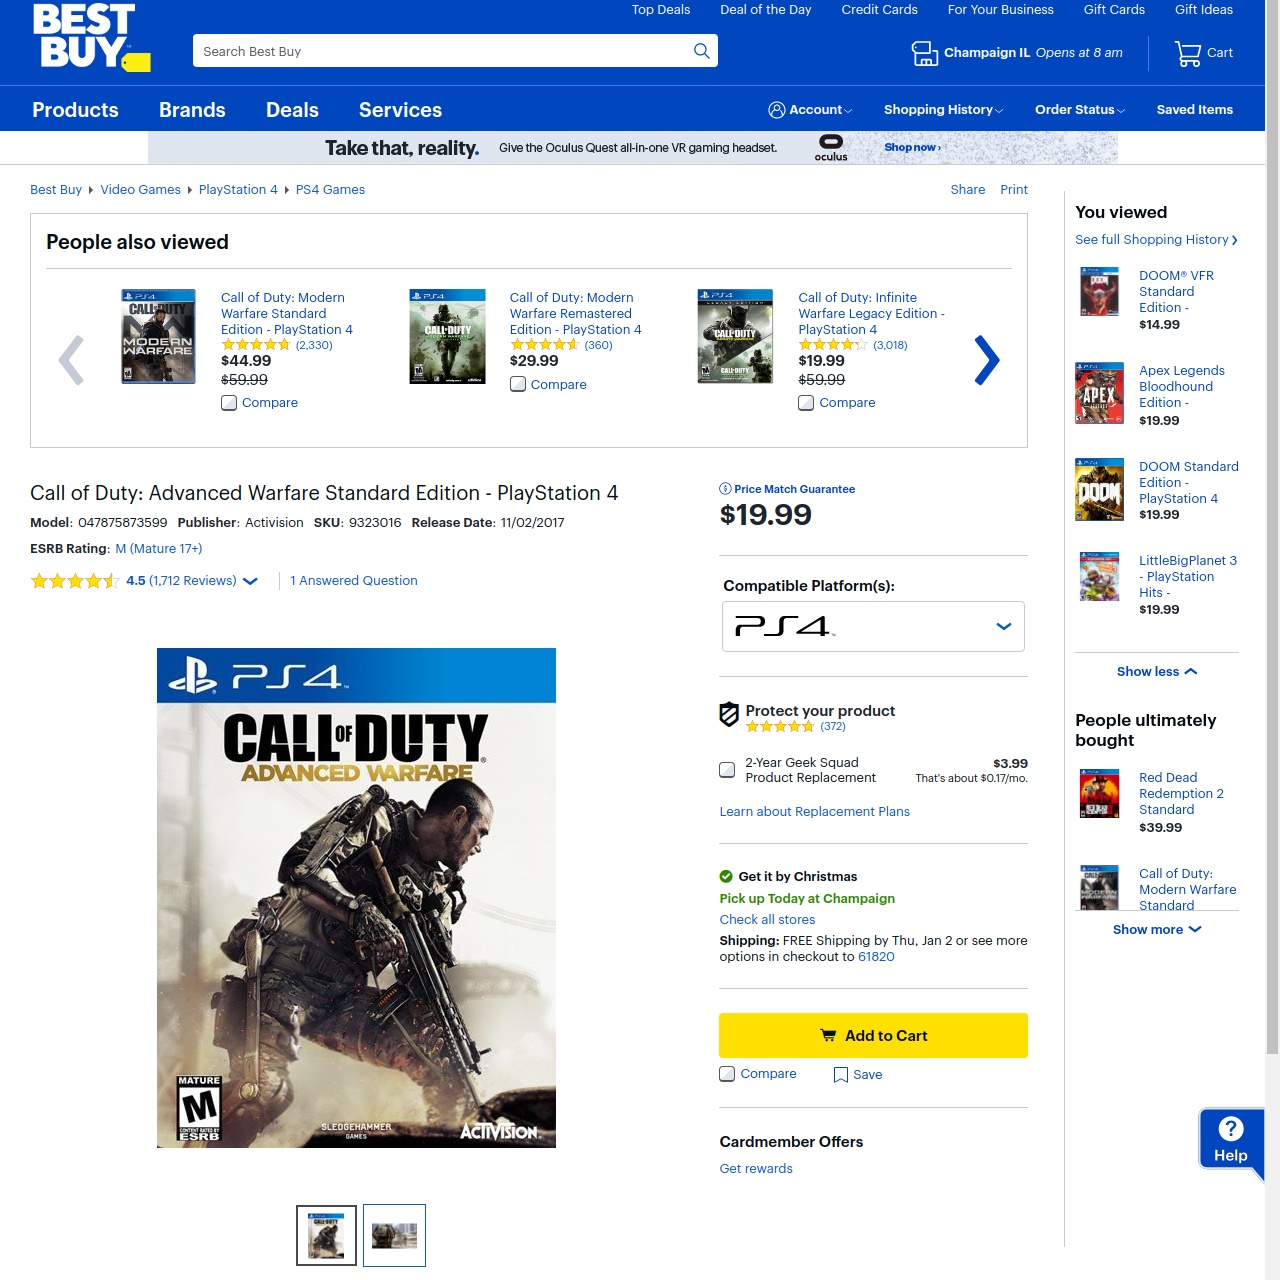 BEST BUY
Top Deals
Deal of the Day
Credit Cards
For Your Business
Gift Cards
Gift Ideas
Search Best Buy
Champaign IL Opens at 8 am
Cart
Products
Brands
Deals
Services
Account
Shopping History
Order Status
Saved Items
Take that, reality.
Give the Oculus Quest all-in-one VR gaming headset.
oculus
Shop now ›
Best Buy
Video Games
PlayStation 4
PS4 Games
Share
Print
People also viewed
Call of Duty: Modern
Warfare Standard
Edition - PlayStation 4
(2,330)
$44.99
$59.99
Compare
Call of Duty: Modern
Warfare Remastered
Edition - PlayStation 4
(360)
$29.99
Compare
Call of Duty: Infinite
Warfare Legacy Edition -
PlayStation 4
(3,018)
$19.99
$59.99
Compare
Call of Duty: Advanced Warfare Standard Edition - PlayStation 4
Model: 047875873599 Publisher: Activision SKU: 9323016 Release Date: 11/02/2017
ESRB Rating: M (Mature 17+)
4.5 (1,712 Reviews)
1 Answered Question
PS4
CALL OF DUTY
ADVANCED WARFARE
MATURE
M
CONTENT RATED BY
ESRB
SLEDGEHAMMER
GAMES
ACTIVISION
Price Match Guarantee
$19.99
Compatible Platform(s):
PS4
Protect your product
(372)
2-Year Geek Squad
Product Replacement
$3.99
That's about $0.17/mo.
Learn about Replacement Plans
Get it by Christmas
Pick up Today at Champaign
Check all stores
Shipping: FREE Shipping by Thu, Jan 2 or see more
options in checkout to 61820
Add to Cart
Compare
Save
Cardmember Offers
Get rewards
You viewed
See full Shopping History
DOOM® VFR
Standard
Edition -
$14.99
Apex Legends
Bloodhound
Edition -
$19.99
DOOM Standard
Edition -
PlayStation 4
$19.99
LittleBigPlanet 3
- PlayStation
Hits -
$19.99
Show less
People ultimately
bought
Red Dead
Redemption 2
Standard
$39.99
Call of Duty:
Modern Warfare
Standard
Show more
?
Help